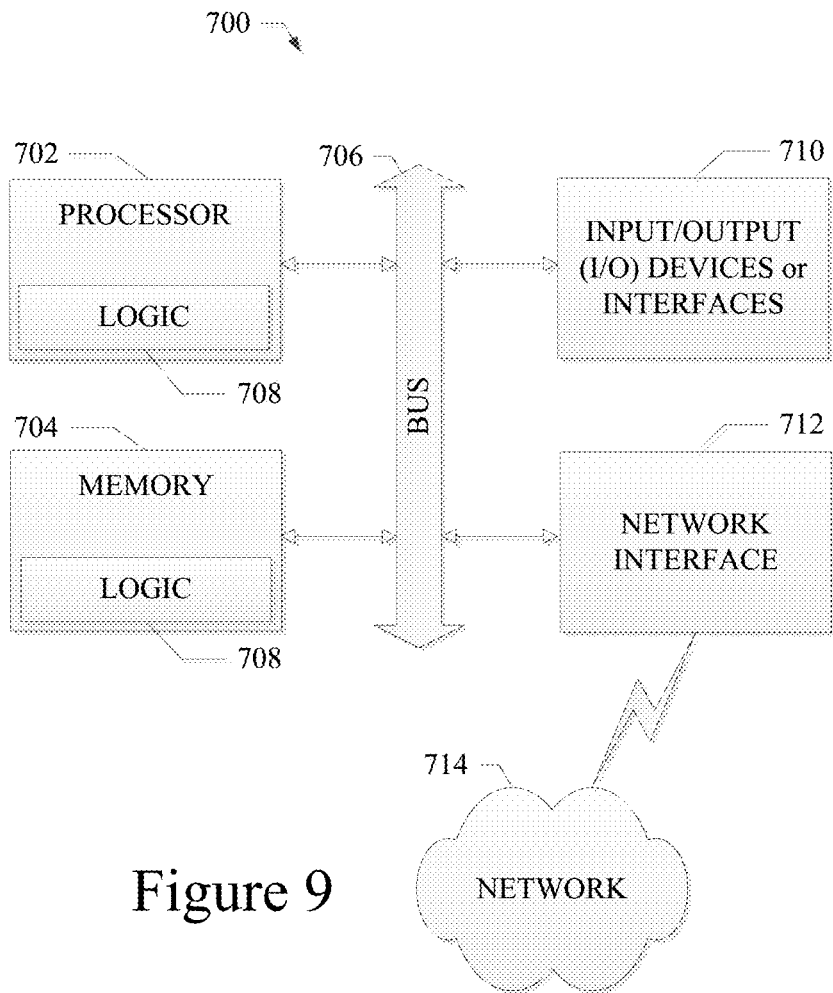 700
702
PROCESSOR
LOGIC
708
704
MEMORY
LOGIC
708
706
BUS
710
INPUT/OUTPUT
(I/O) DEVICES or
INTERFACES
712
NETWORK
INTERFACE
714
NETWORK
Figure 9